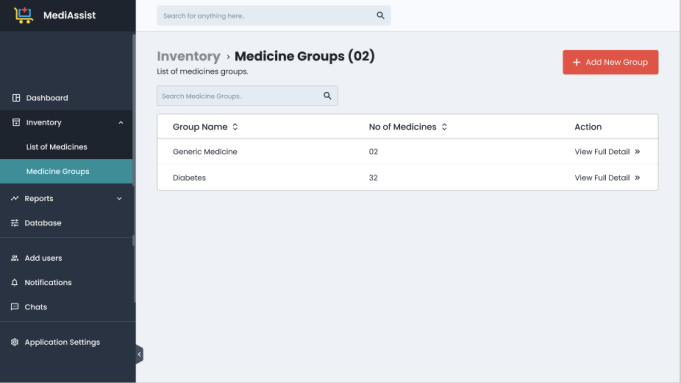 MediAssist
Search for anything here..
Dashboard
Inventory
List of Medicines
Medicine Groups
Reports
Database
Add users
Notifications
Chats
Application Settings
Inventory › Medicine Groups (02)
List of medicines groups.
+ Add New Group
Search Medicine Groups..
Group Name No of Medicines Action
Generic Medicine 02 View Full Detail »
Diabetes 32 View Full Detail »